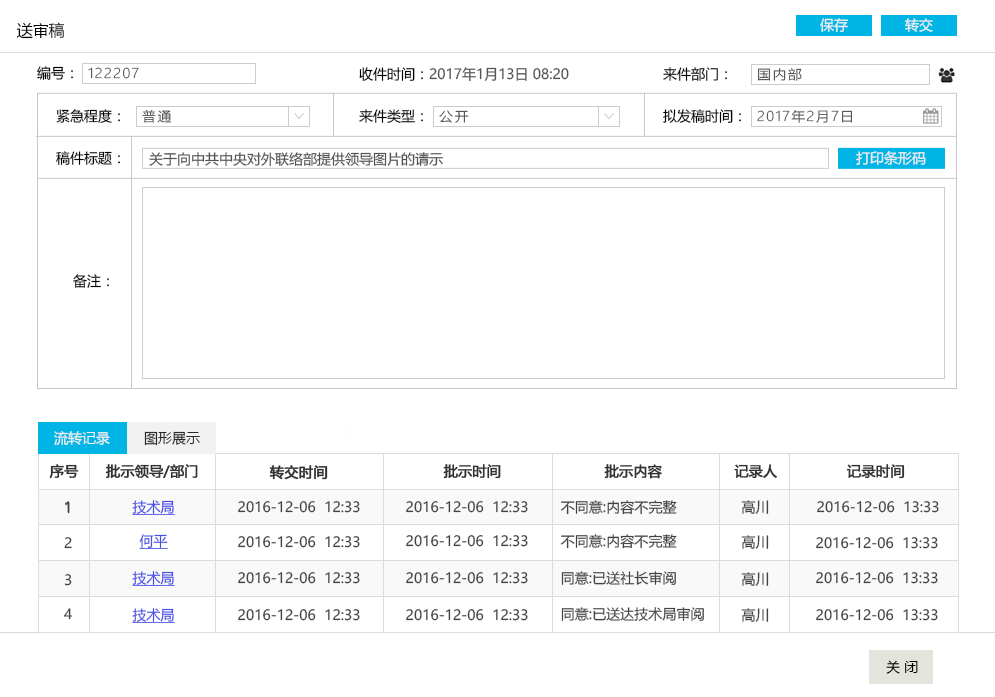 送审稿 保存 转交
编号： 122207 收件时间：2017年1月13日 08:20 来件部门： 国内部
紧急程度： 普通 来件类型： 公开 拟发稿时间： 2017年2月7日
稿件标题： 关于向中共中央对外联络部提供领导图片的请示 打印条形码
备注：
流转记录 图形展示
序号 批示领导/部门 转交时间 批示时间 批示内容 记录人 记录时间
1 技术局 2016-12-06 12:33 2016-12-06 12:33 不同意:内容不完整 高川 2016-12-06 13:33
2 何平 2016-12-06 12:33 2016-12-06 12:33 不同意:内容不完整 高川 2016-12-06 13:33
3 技术局 2016-12-06 12:33 2016-12-06 12:33 同意:已送社长审阅 高川 2016-12-06 13:33
4 技术局 2016-12-06 12:33 2016-12-06 12:33 同意:已送达技术局审阅 高川 2016-12-06 13:33
关 闭